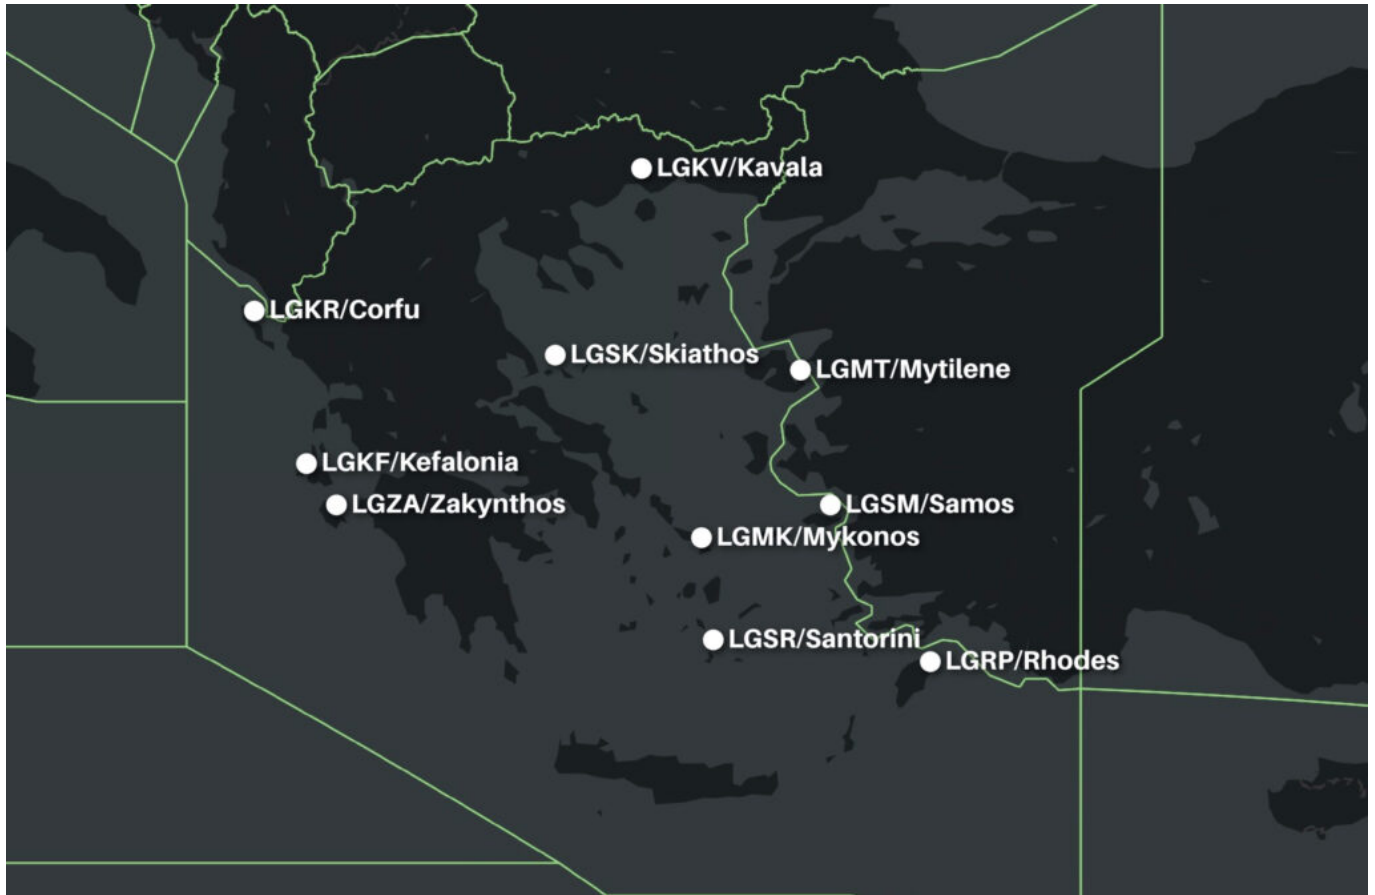 LGKV/Kavala
LGKR/Corfu
LGSK/Skiathos
LGMT/Mytilene
LGKF/Kefalonia
LGZA/Zakynthos
LGSM/Samos
LGMK/Mykonos
LGSR/Santorini
LGRP/Rhodes